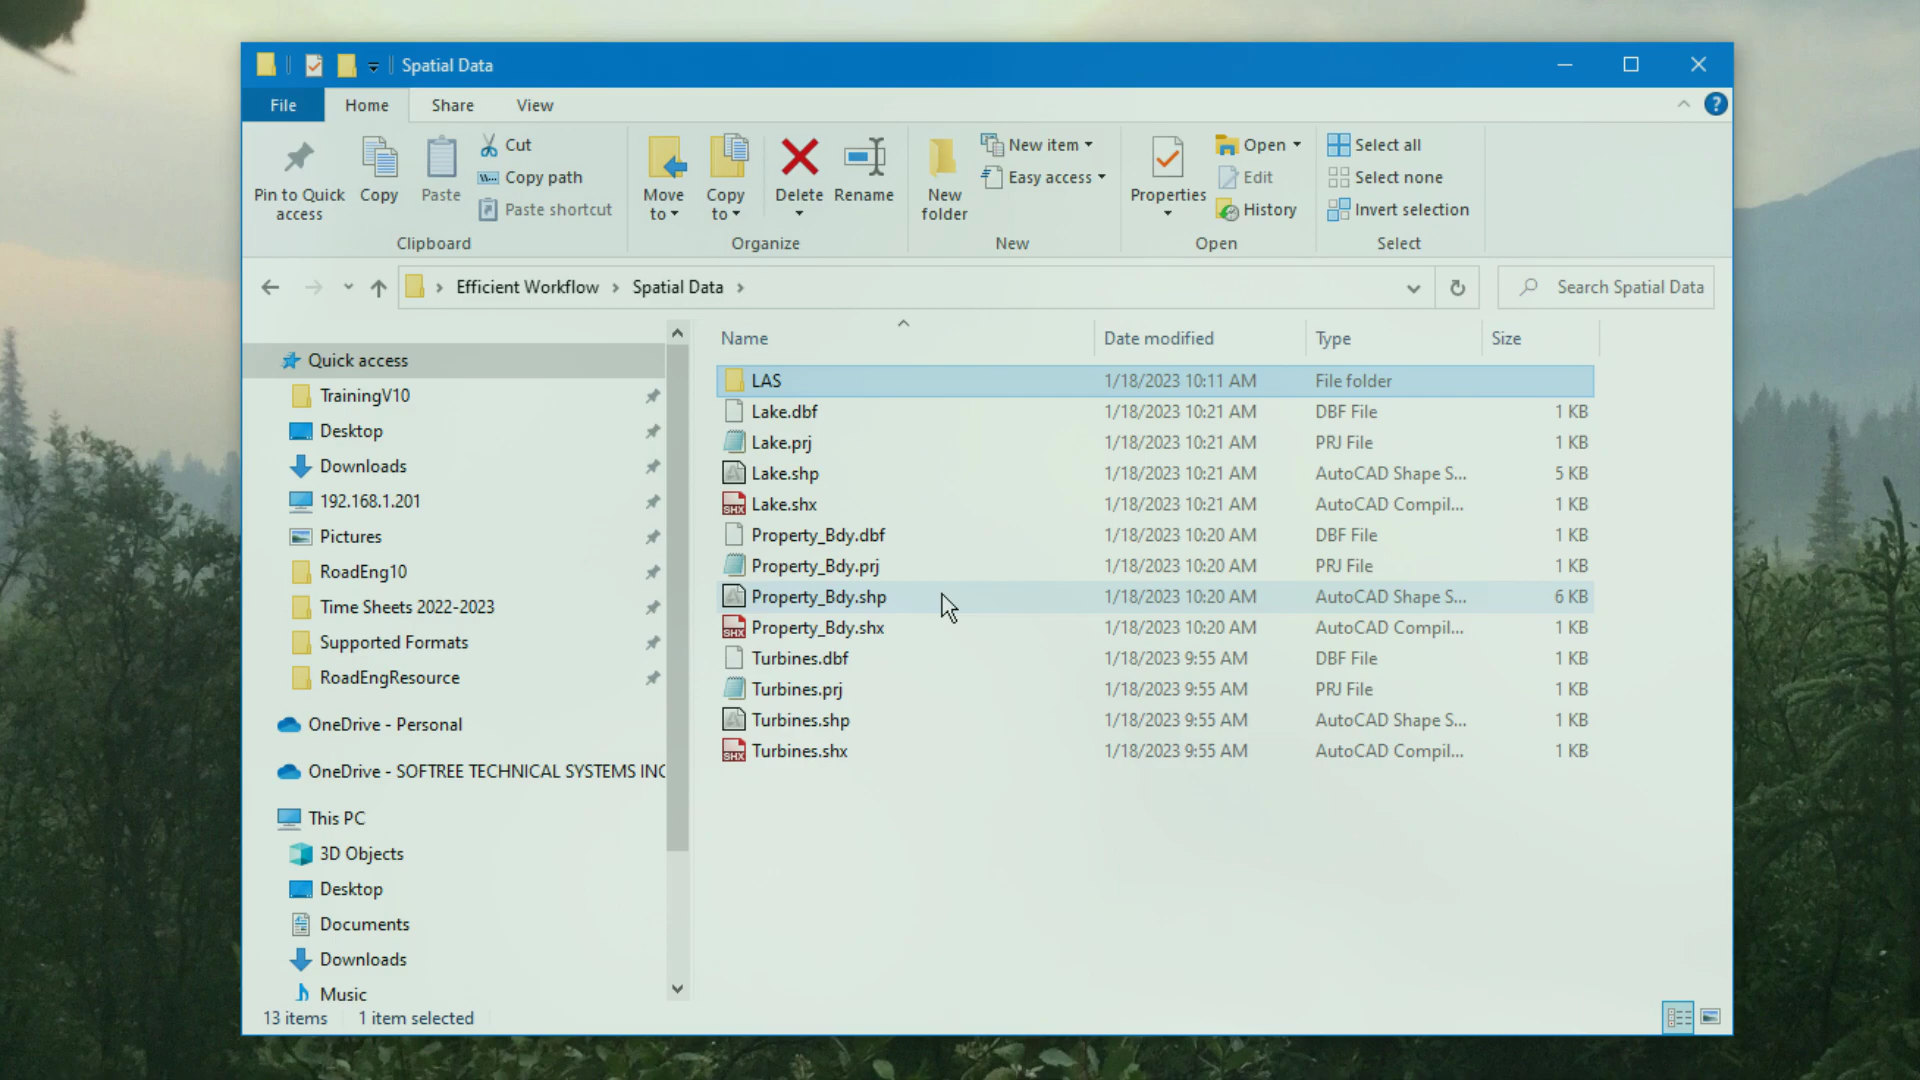 Spatial Data
File Home Share View
Pin to Quick access
Copy
Paste
Cut
Copy path
Paste shortcut
Clipboard
Move to
Copy to
Delete
Rename
Organize
New folder
New item
Easy access
New
Properties
Open
Edit
History
Open
Select all
Select none
Invert selection
Select
Efficient Workflow Spatial Data
Search Spatial Data
Quick access
TrainingV10
Desktop
Downloads
192.168.1.201
Pictures
RoadEng10
Time Sheets 2022-2023
Supported Formats
RoadEngResource
OneDrive - Personal
OneDrive - SOFTREE TECHNICAL SYSTEMS INC
This PC
3D Objects
Desktop
Documents
Downloads
Music
Name Date modified Type Size
LAS 1/18/2023 10:11 AM File folder
Lake.dbf 1/18/2023 10:21 AM DBF File 1 KB
Lake.prj 1/18/2023 10:21 AM PRJ File 1 KB
Lake.shp 1/18/2023 10:21 AM AutoCAD Shape S... 5 KB
SHX Lake.shx 1/18/2023 10:21 AM AutoCAD Compil... 1 KB
Property_Bdy.dbf 1/18/2023 10:20 AM DBF File 1 KB
Property_Bdy.prj 1/18/2023 10:20 AM PRJ File 1 KB
Property_Bdy.shp 1/18/2023 10:20 AM AutoCAD Shape S... 6 KB
SHX Property_Bdy.shx 1/18/2023 10:20 AM AutoCAD Compil... 1 KB
Turbines.dbf 1/18/2023 9:55 AM DBF File 1 KB
Turbines.prj 1/18/2023 9:55 AM PRJ File 1 KB
Turbines.shp 1/18/2023 9:55 AM AutoCAD Shape S... 1 KB
SHX Turbines.shx 1/18/2023 9:55 AM AutoCAD Compil... 1 KB
13 items 1 item selected